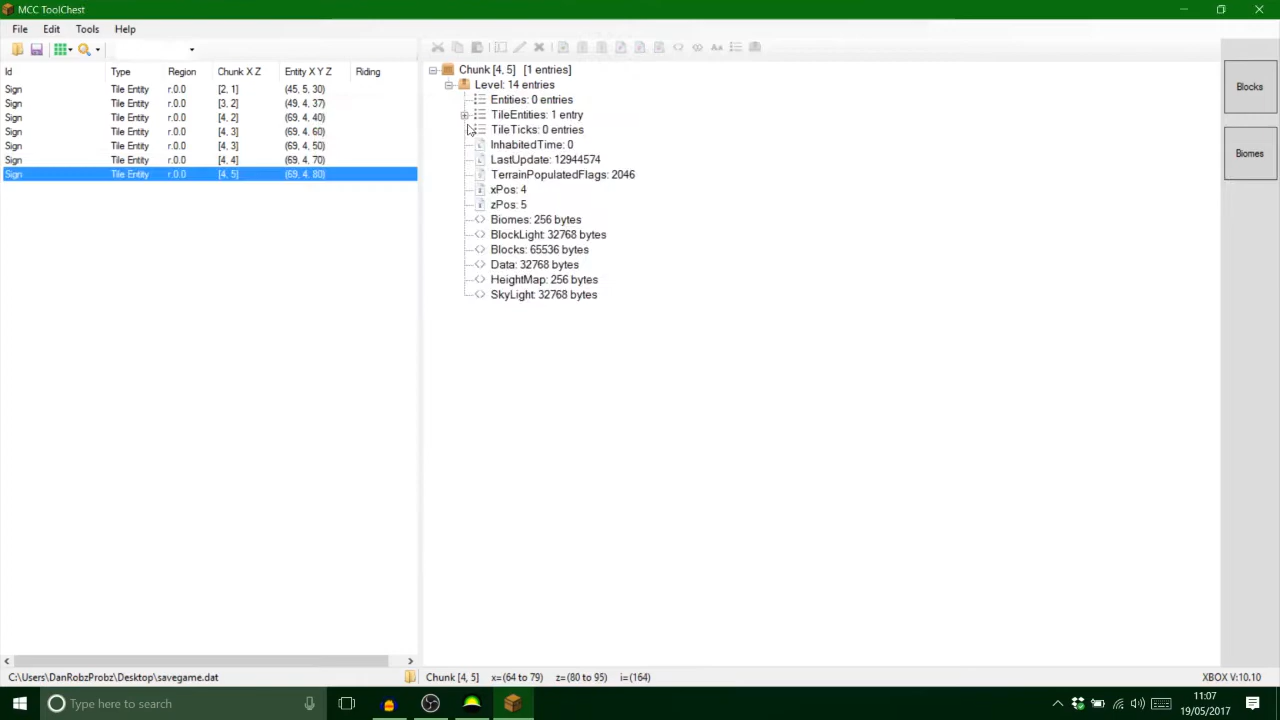 MCC ToolChest
File Edit Tools Help
Id Type Region Chunk X Z Entity X Y Z Riding
Sign Tile Entity r.0.0 [2, 1] (45, 5, 30)
Sign Tile Entity r.0.0 [3, 2] (49, 4, 37)
Sign Tile Entity r.0.0 [4, 2] (69, 4, 40)
Sign Tile Entity r.0.0 [4, 3] (69, 4, 60)
Sign Tile Entity r.0.0 [4, 3] (69, 4, 50)
Sign Tile Entity r.0.0 [4, 4] (69, 4, 70)
Sign Tile Entity r.0.0 [4, 5] (69, 4, 80)
Aa
Chunk [4, 5] [1 entries]
Level: 14 entries
Entities: 0 entries
TileEntities: 1 entry
TileTicks: 0 entries
InhabitedTime: 0
LastUpdate: 12944574
TerrainPopulatedFlags: 2046
xPos: 4
zPos: 5
Biomes: 256 bytes
BlockLight: 32768 bytes
Blocks: 65536 bytes
Data: 32768 bytes
HeightMap: 256 bytes
SkyLight: 32768 bytes
Blocks
Biomes
C:\Users\DanRobzProbz\Desktop\savegame.dat
Chunk [4, 5] x=(64 to 79) z=(80 to 95) i=(164)
XBOX V:10.10
Type here to search
11:07
19/05/2017